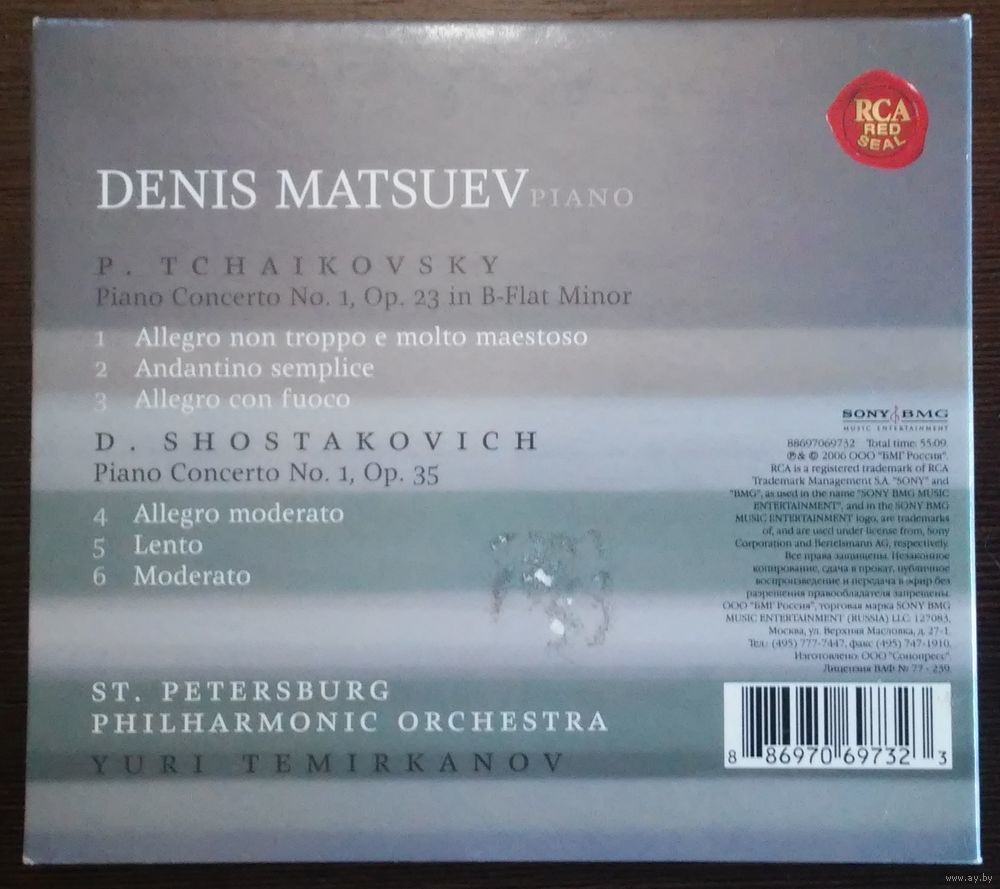 RCA
RED
SEAL
DENIS MATSUEV PIANO
P. TCHAIKOVSKY
Piano Concerto No. 1, Op. 23 in B-Flat Minor
1 Allegro non troppo e molto maestoso
2 Andantino semplice
3 Allegro con fuoco
D. SHOSTAKOVICH
Piano Concerto No. 1, Op. 35
4 Allegro moderato
5 Lento
6 Moderato
ST. PETERSBURG
PHILHARMONIC ORCHESTRA
YURI TEMIRKANOV
SONY BMG
MUSIC ENTERTAINMENT
88697069732 Total time: 55:09.
℗ & © 2006 ООО "БМГ Россия".
RCA is a registered trademark of RCA
Trademark Management S.A. "SONY" and
"BMG", as used in the name "SONY BMG MUSIC
ENTERTAINMENT", and in the SONY BMG
MUSIC ENTERTAINMENT logo, are trademarks
of, and are used under license from, Sony
Corporation and Bertelsmann AG, respectively.
Все права защищены. Незаконное
копирование, сдача в прокат, публичное
воспроизведение и передача в эфир без
разрешения правообладателя запрещены.
ООО "БМГ Россия", торговая марка SONY BMG
MUSIC ENTERTAINMENT (RUSSIA) LLC. 127083,
Москва, ул. Верхняя Масловка, д. 27-1.
Тел.: (495) 777-7447, факс (495) 747-1910.
Изготовлено: ООО "Сонопресс".
Лицензия ВАФ № 77 - 239.
8 86970 69732 3
www.ay.by